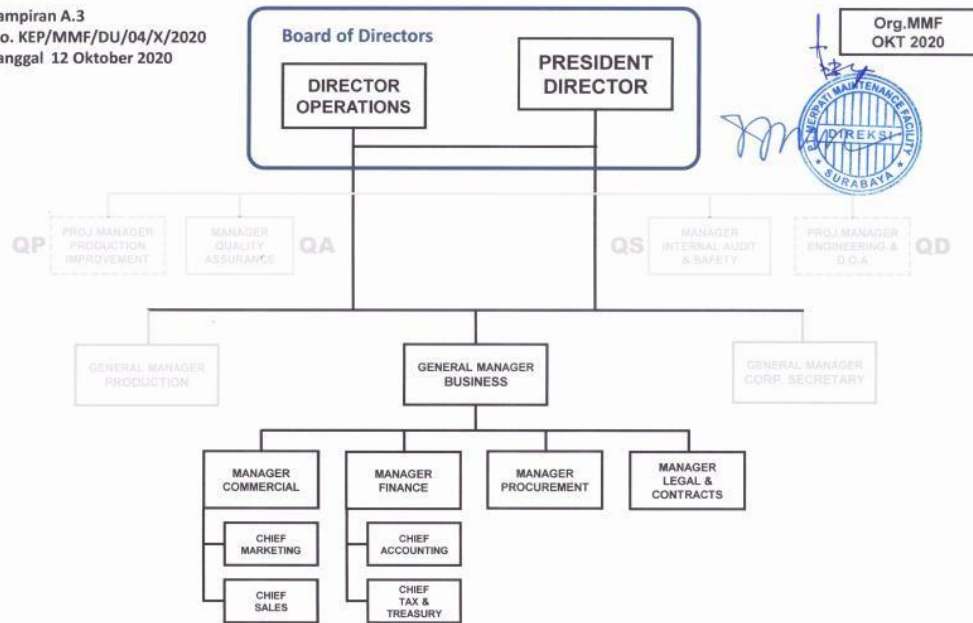 ampiran A.3
o. KEP/MMF/DU/04/X/2020
anggal 12 Oktober 2020
Board of Directors
DIRECTOR
OPERATIONS
PRESIDENT
DIRECTOR
Org.MMF
OKT 2020
MERPATI MAINTENANCE FACILITY
DIREKSI
SURABAYA
QP
PROJ.MANAGER
PRODUCTION
IMPROVEMENT
MANAGER
QUALITY
ASSURANCE
QA
QS
MANAGER
INTERNAL AUDIT
& SAFETY
PROJ.MANAGER
ENGINEERING &
D.O.A
QD
GENERAL MANAGER
PRODUCTION
GENERAL MANAGER
BUSINESS
GENERAL MANAGER
CORP. SECRETARY
MANAGER
COMMERCIAL
MANAGER
FINANCE
MANAGER
PROCUREMENT
MANAGER
LEGAL &
CONTRACTS
CHIEF
MARKETING
CHIEF
ACCOUNTING
CHIEF
SALES
CHIEF
TAX &
TREASURY